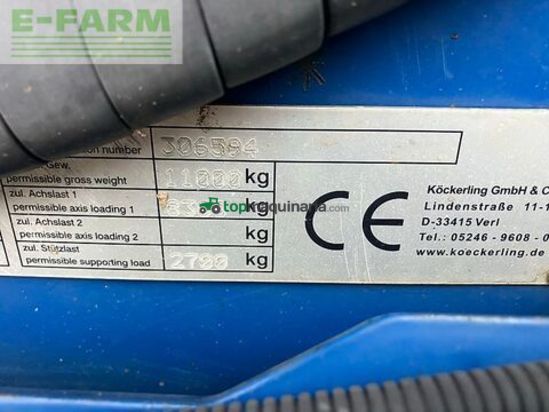 E-FARM
number
306594
Gew.
permissible gross weight 11000 kg
zul. Achslast 1
permissible axis loading 1 kg
zul. Achslast 2
permissible axis loading 2 kg
zul. Stützlast
permissible supporting load 2700 kg
topmaquinaria.com
CE
Köckerling GmbH & C
Lindenstraße 11-1
D-33415 Verl
Tel.: 05246 - 9608 - 0
www.koeckerling.de